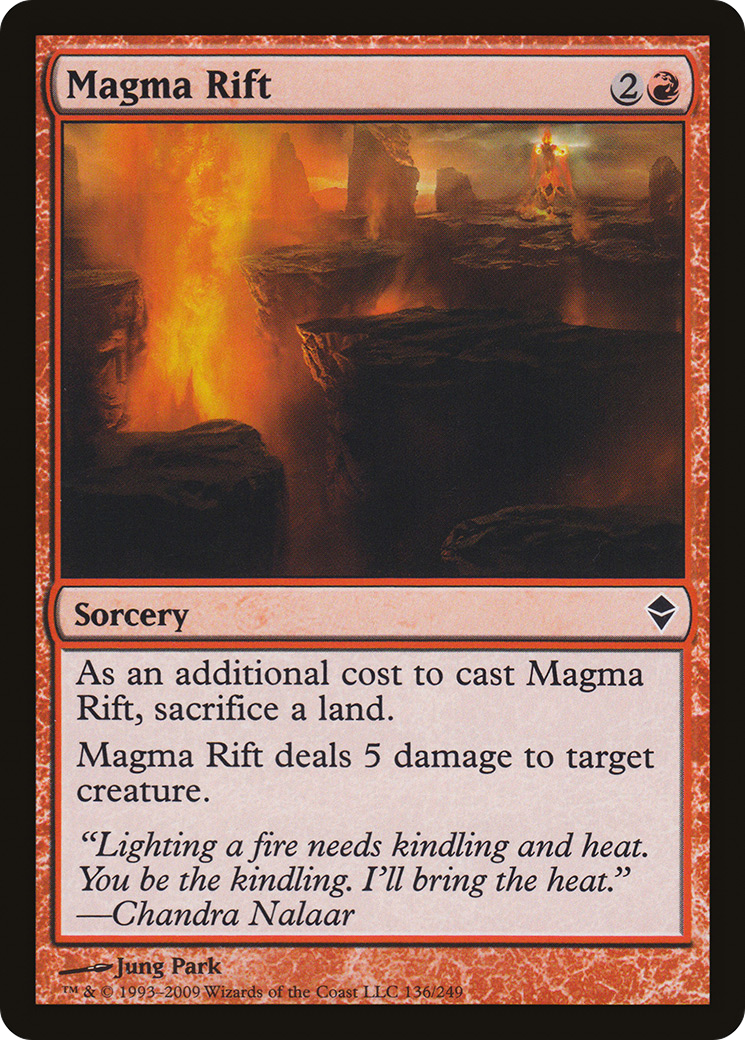 Magma Rift
2
Sorcery
As an additional cost to cast Magma
Rift, sacrifice a land.
Magma Rift deals 5 damage to target
creature.
“Lighting a fire needs kindling and heat.
You be the kindling. I’ll bring the heat.”
—Chandra Nalaar
Jung Park
™ & © 1993–2009 Wizards of the Coast LLC 136/249